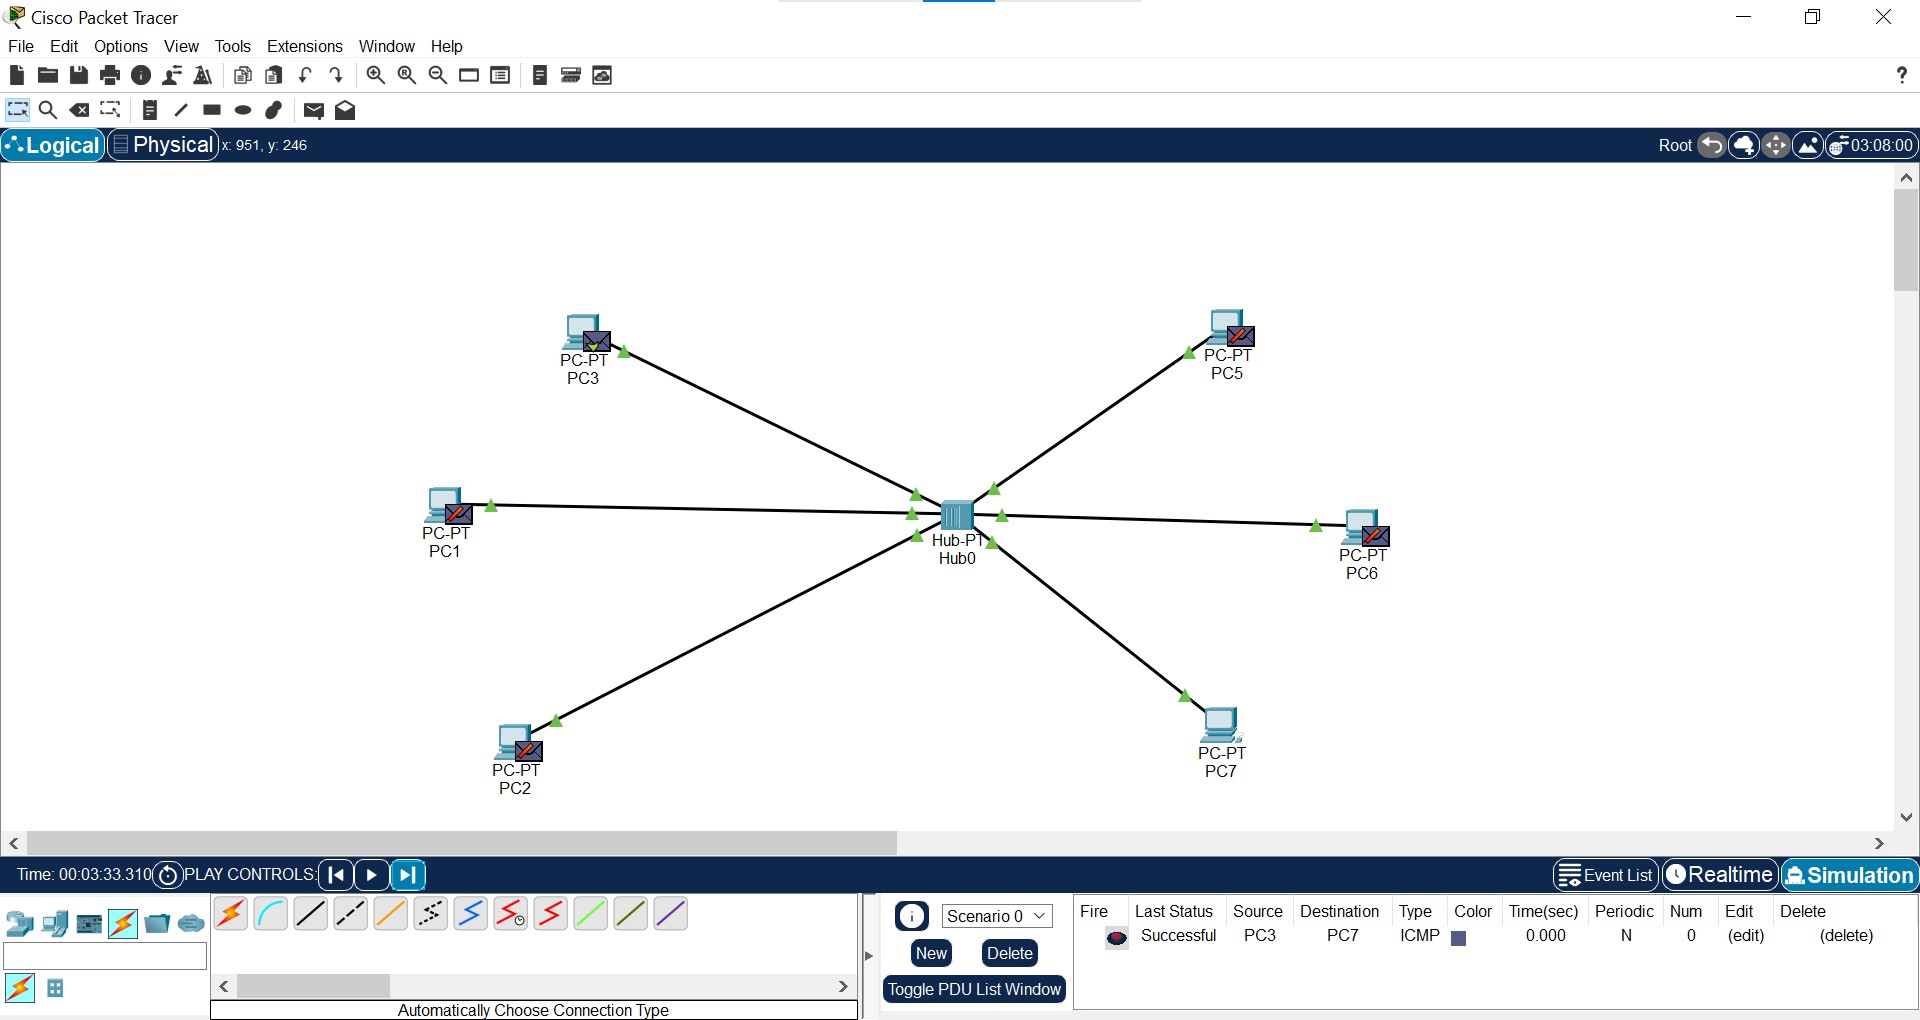 Cisco Packet Tracer
File Edit Options View Tools Extensions Window Help
?
Logical Physical x: 951, y: 246 Root 03:08:00
PC-PT
PC3
PC-PT
PC5
PC-PT
PC1
Hub-PT
Hub0
PC-PT
PC6
PC-PT
PC2
PC-PT
PC7
Time: 00:03:33.310 PLAY CONTROLS: Event List Realtime Simulation
Scenario 0
New Delete
Toggle PDU List Window
Fire Last Status Source Destination Type Color Time(sec) Periodic Num Edit Delete
Successful PC3 PC7 ICMP 0.000 N 0 (edit) (delete)
Automatically Choose Connection Type